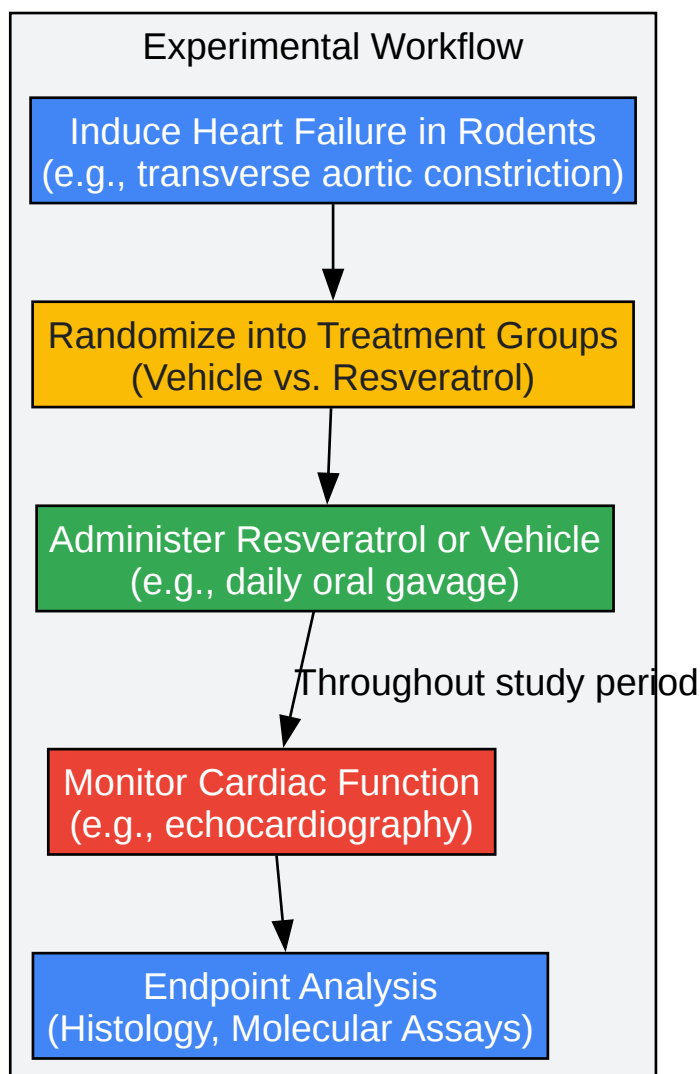 Experimental Workflow
Induce Heart Failure in Rodents
(e.g., transverse aortic constriction)
Randomize into Treatment Groups
(Vehicle vs. Resveratrol)
Administer Resveratrol or Vehicle
(e.g., daily oral gavage)
Throughout study period
Monitor Cardiac Function
(e.g., echocardiography)
Endpoint Analysis
(Histology, Molecular Assays)